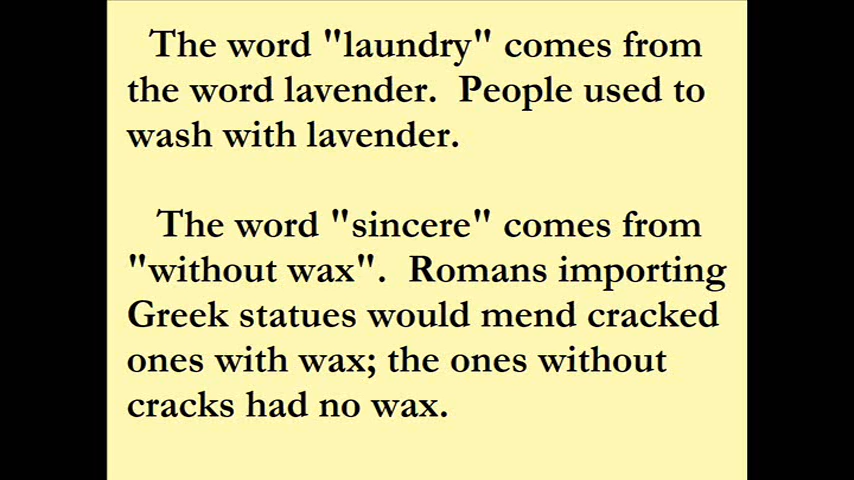 The word "laundry" comes from
the word lavender.  People used to
wash with lavender.
The word "sincere" comes from
"without wax".  Romans importing
Greek statues would mend cracked
ones with wax; the ones without
cracks had no wax.